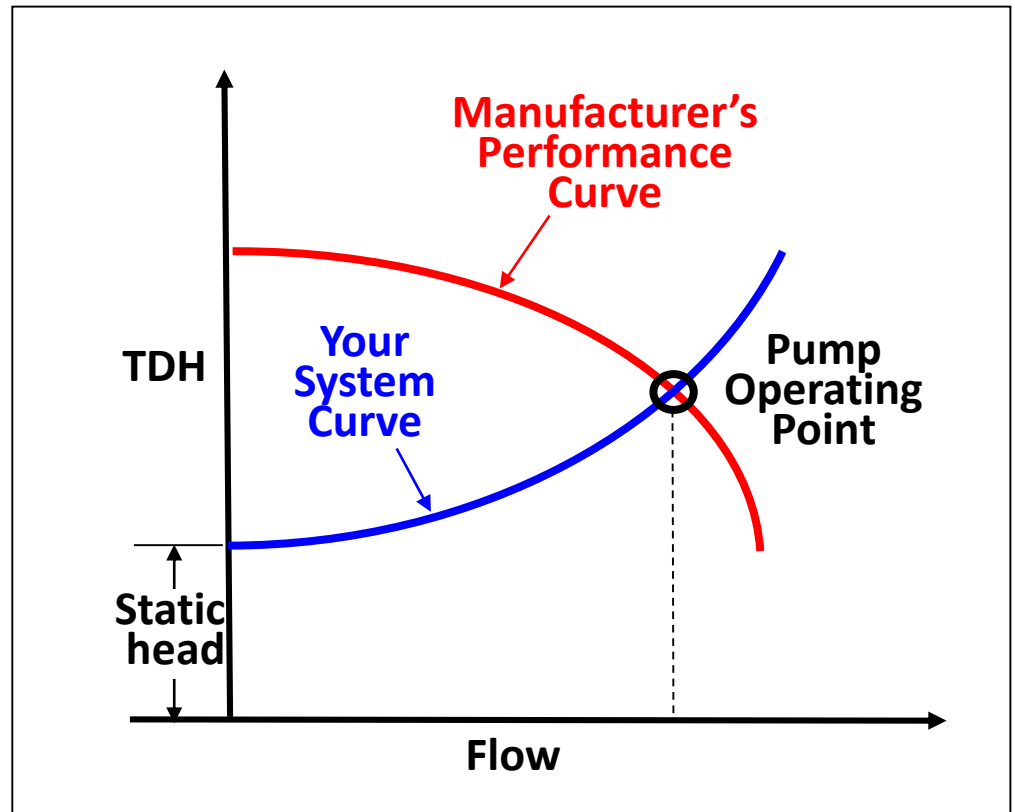 Manufacturer’s
Performance
Curve
Your
System
Curve
TDH
Pump
Operating
Point
Static
head
Flow